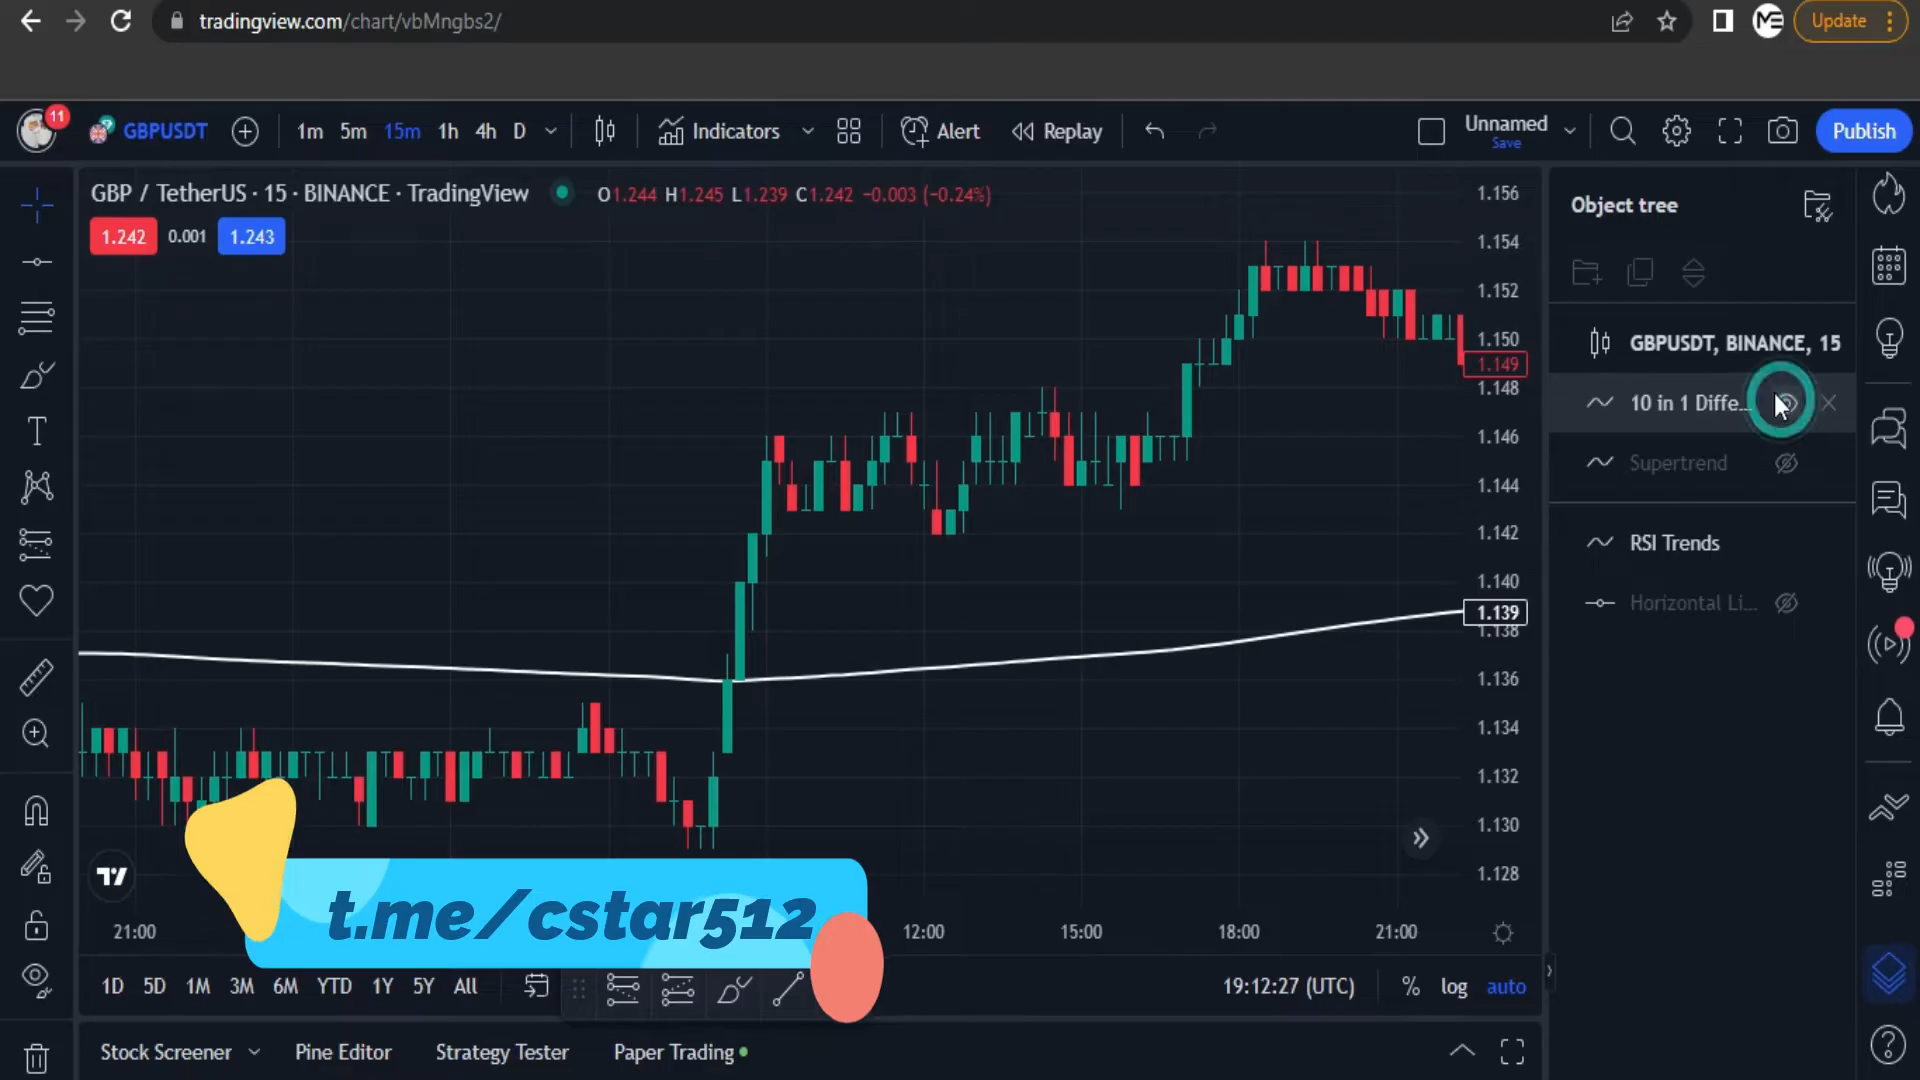 tradingview.com/chart/vbMngbs2/
Update
11
GBPUSDT
1m 5m 15m 1h 4h D
Indicators
Alert
Replay
Unnamed
Save
Publish
GBP / TetherUS · 15 · BINANCE · TradingView
O1.244 H1.245 L1.239 C1.242 −0.003 (−0.24%)
1.242 0.001 1.243
1.156
1.154
1.152
1.150
1.149
1.148
1.146
1.144
1.142
1.140
1.139
1.138
1.136
1.134
1.132
1.130
1.128
Object tree
GBPUSDT, BINANCE, 15
10 in 1 Diffe...
Supertrend
RSI Trends
Horizontal Li...
t.me/cstar512
21:00 12:00 15:00 18:00 21:00
1D 5D 1M 3M 6M YTD 1Y 5Y All
19:12:27 (UTC) % log auto
Stock Screener Pine Editor Strategy Tester Paper Trading